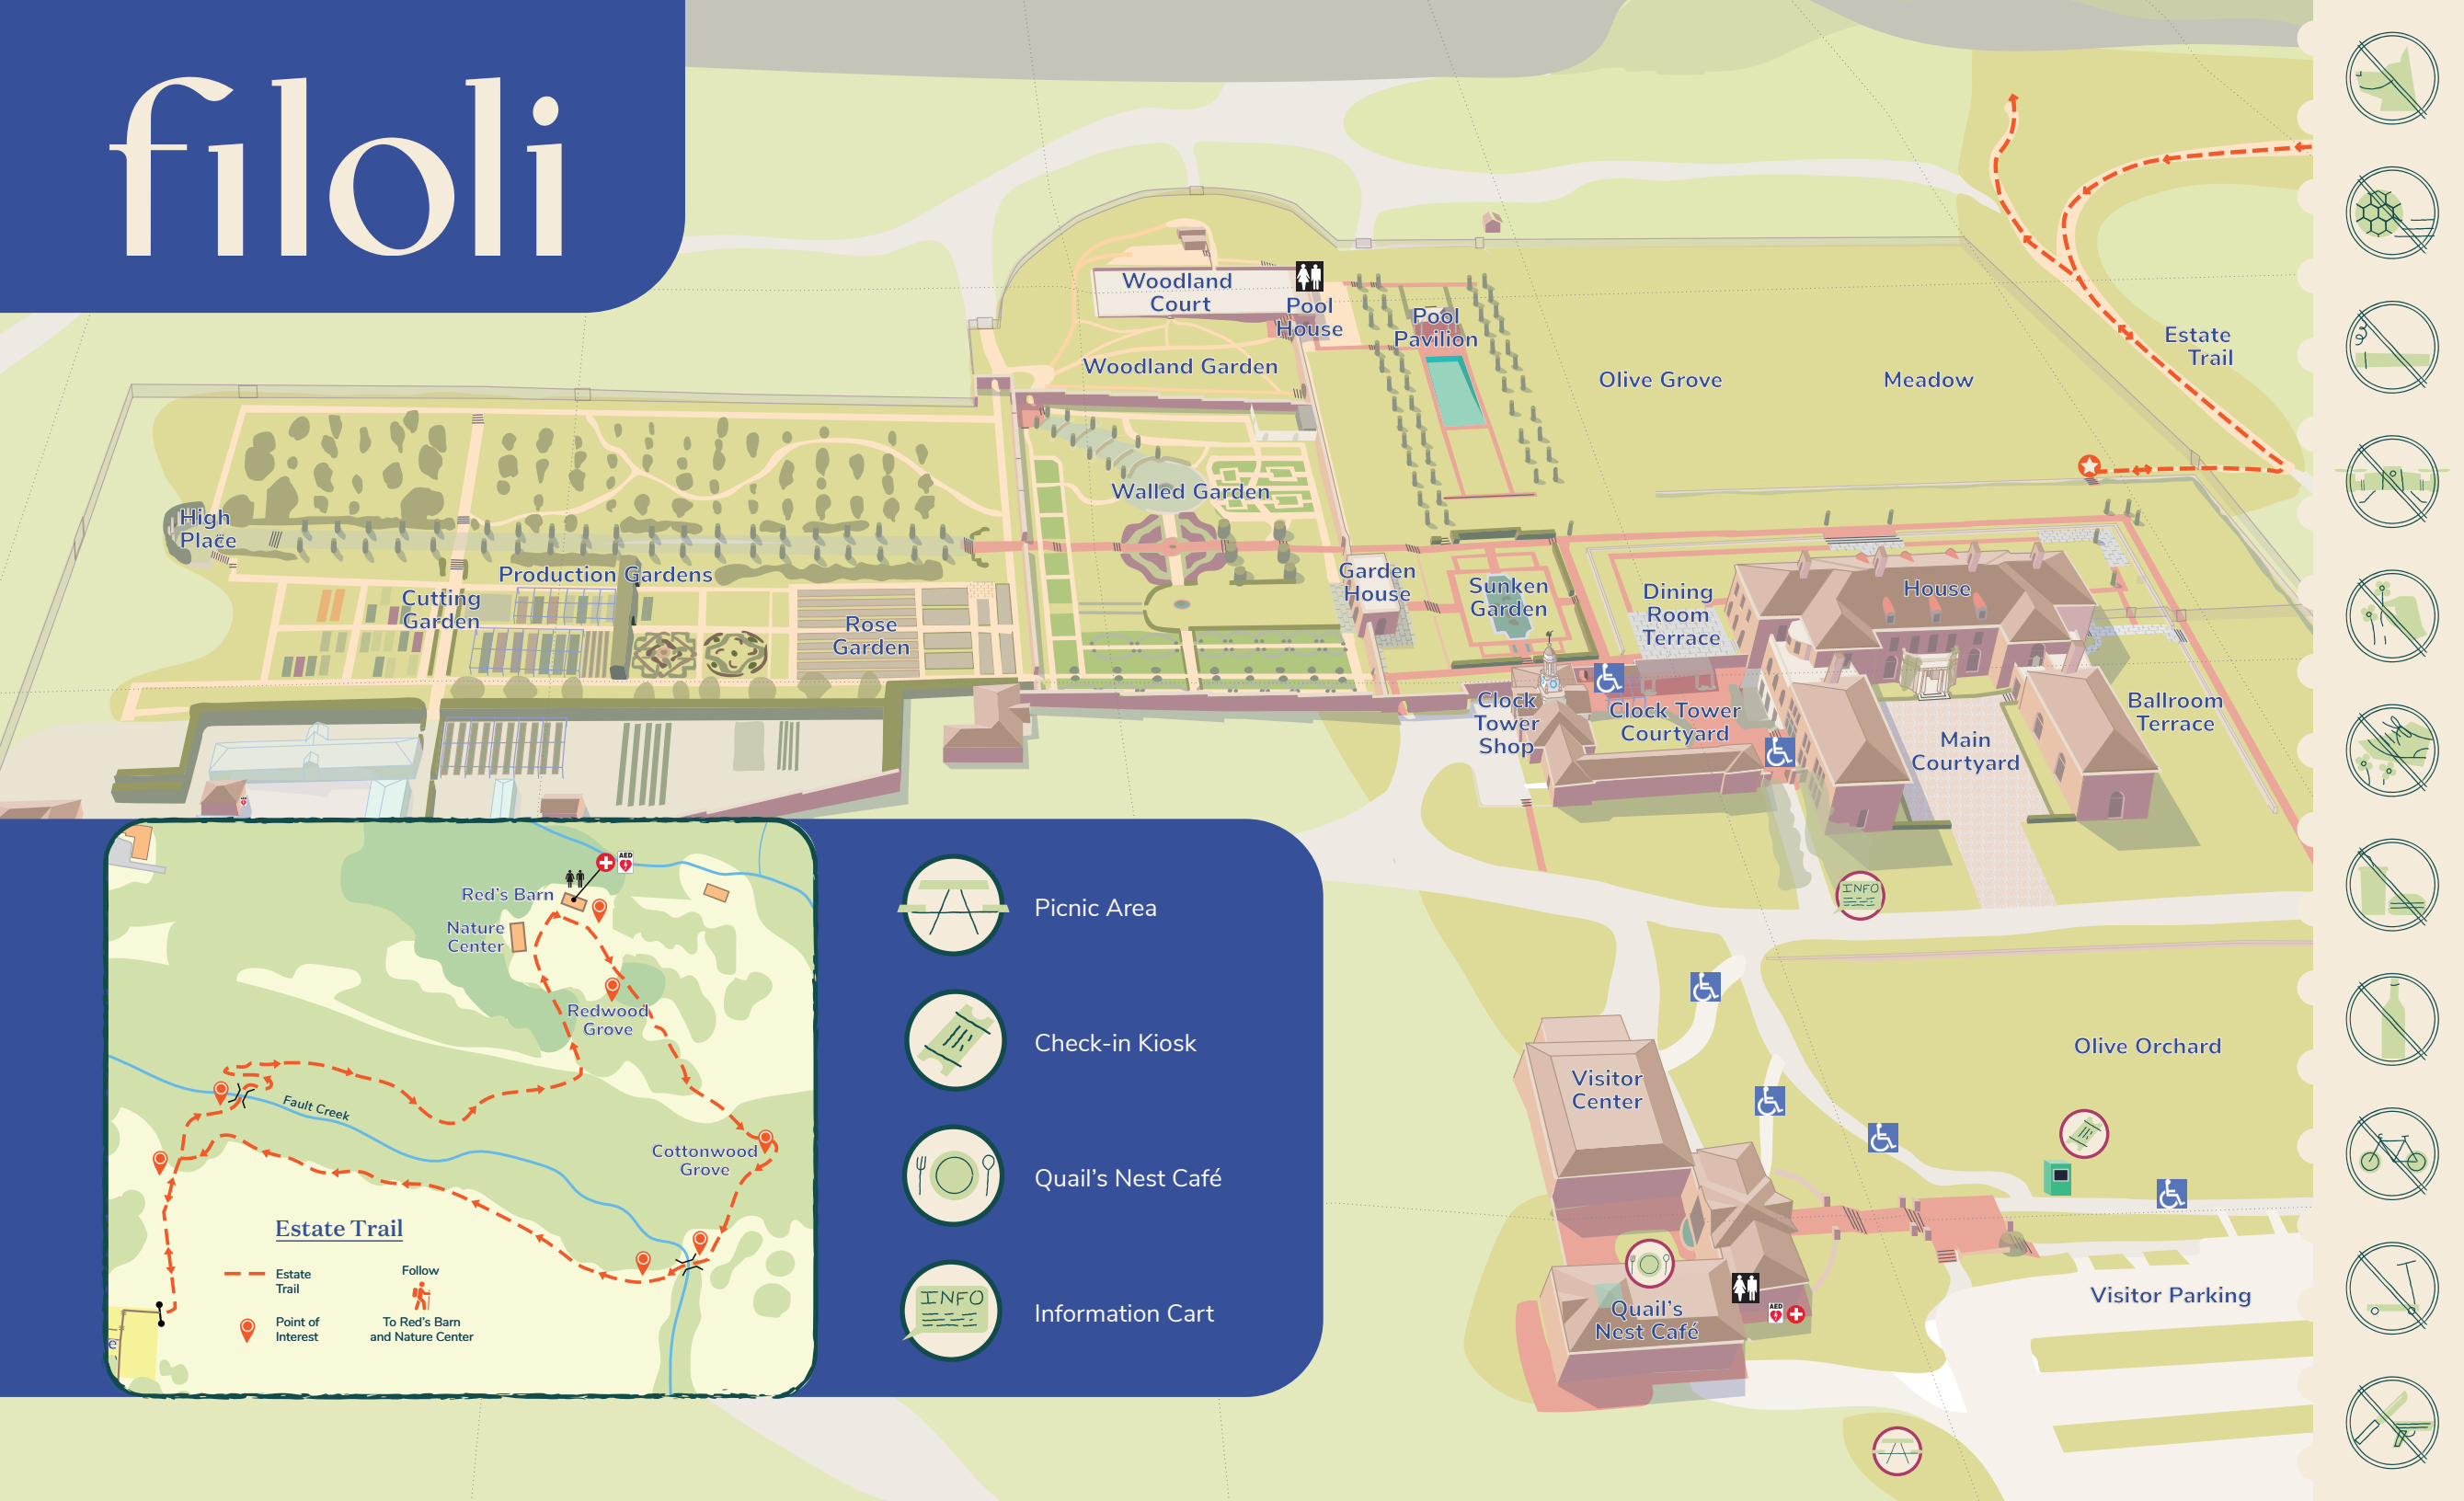 filoli
Woodland
Court
Pool
House
Pool
Pavilion
Woodland Garden
Olive Grove
Meadow
Estate
Trail
Walled Garden
High
Place
Production Gardens
Cutting
Garden
Rose
Garden
Garden
House
Sunken
Garden
Dining
Room
Terrace
House
Clock
Tower
Shop
Clock Tower
Courtyard
Main
Courtyard
Ballroom
Terrace
INFO
Visitor
Center
Olive Orchard
Quail's
Nest Café
AED
Visitor Parking
AED
Red's Barn
Nature
Center
Redwood
Grove
Fault Creek
Cottonwood
Grove
Estate Trail
Estate
Trail
Follow
Point of
Interest
To Red's Barn
and Nature Center
e
Picnic Area
Check-in Kiosk
Quail's Nest Café
INFO
Information Cart